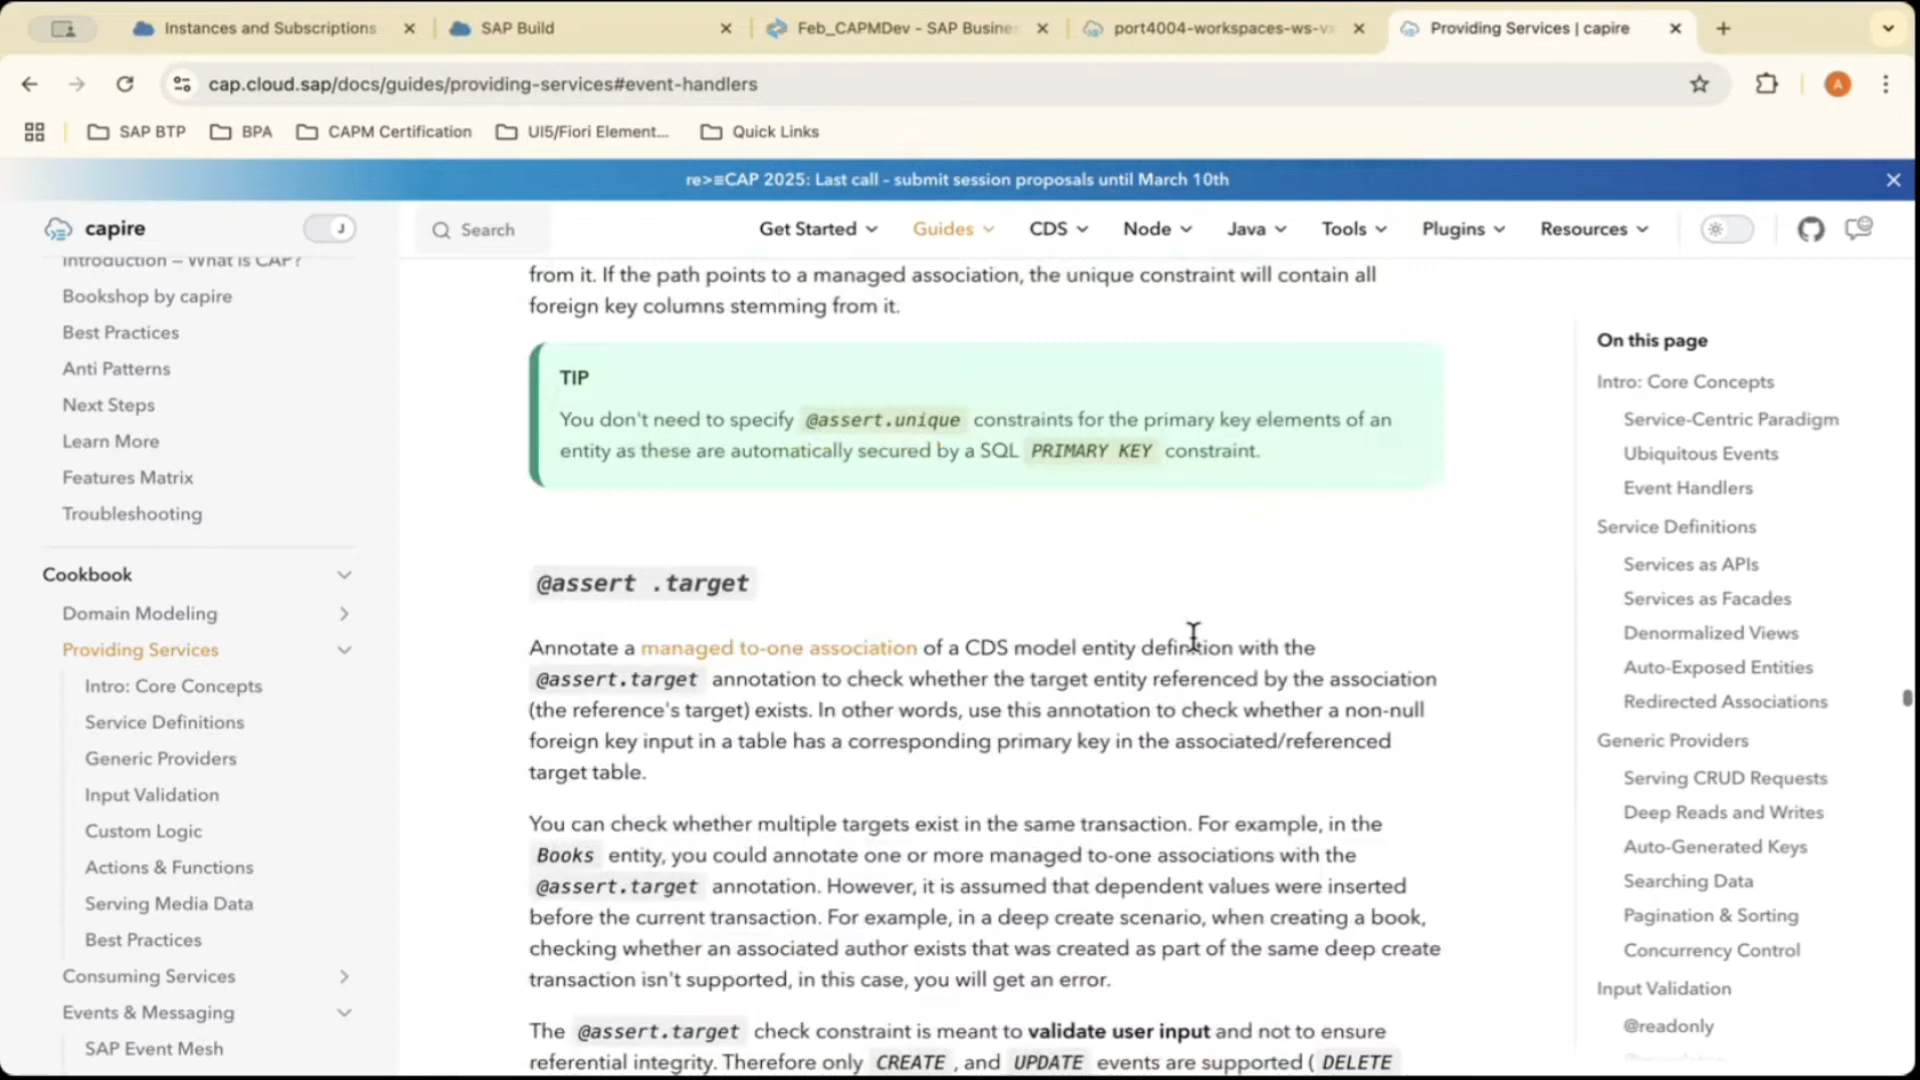 Instances and Subscriptions
SAP Build
Feb_CAPMDev - SAP Busine
port4004-workspaces-ws-v
Providing Services | capire
cap.cloud.sap/docs/guides/providing-services#event-handlers
A
SAP BTP
BPA
CAPM Certification
UI5/Fiori Element...
Quick Links
re>≡CAP 2025: Last call – submit session proposals until March 10th
capire
J
Search
Get Started
Guides
CDS
Node
Java
Tools
Plugins
Resources
Introduction – What is CAP?
Bookshop by capire
Best Practices
Anti Patterns
Next Steps
Learn More
Features Matrix
Troubleshooting
Cookbook
Domain Modeling
Providing Services
Intro: Core Concepts
Service Definitions
Generic Providers
Input Validation
Custom Logic
Actions & Functions
Serving Media Data
Best Practices
Consuming Services
Events & Messaging
SAP Event Mesh
from it. If the path points to a managed association, the unique constraint will contain all
foreign key columns stemming from it.
TIP
You don't need to specify @assert.unique constraints for the primary key elements of an
entity as these are automatically secured by a SQL PRIMARY KEY constraint.
@assert .target
Annotate a managed to-one association of a CDS model entity definition with the
@assert.target annotation to check whether the target entity referenced by the association
(the reference's target) exists. In other words, use this annotation to check whether a non-null
foreign key input in a table has a corresponding primary key in the associated/referenced
target table.
You can check whether multiple targets exist in the same transaction. For example, in the
Books entity, you could annotate one or more managed to-one associations with the
@assert.target annotation. However, it is assumed that dependent values were inserted
before the current transaction. For example, in a deep create scenario, when creating a book,
checking whether an associated author exists that was created as part of the same deep create
transaction isn't supported, in this case, you will get an error.
The @assert.target check constraint is meant to validate user input and not to ensure
referential integrity. Therefore only CREATE , and UPDATE events are supported ( DELETE
On this page
Intro: Core Concepts
Service-Centric Paradigm
Ubiquitous Events
Event Handlers
Service Definitions
Services as APIs
Services as Facades
Denormalized Views
Auto-Exposed Entities
Redirected Associations
Generic Providers
Serving CRUD Requests
Deep Reads and Writes
Auto-Generated Keys
Searching Data
Pagination & Sorting
Concurrency Control
Input Validation
@readonly